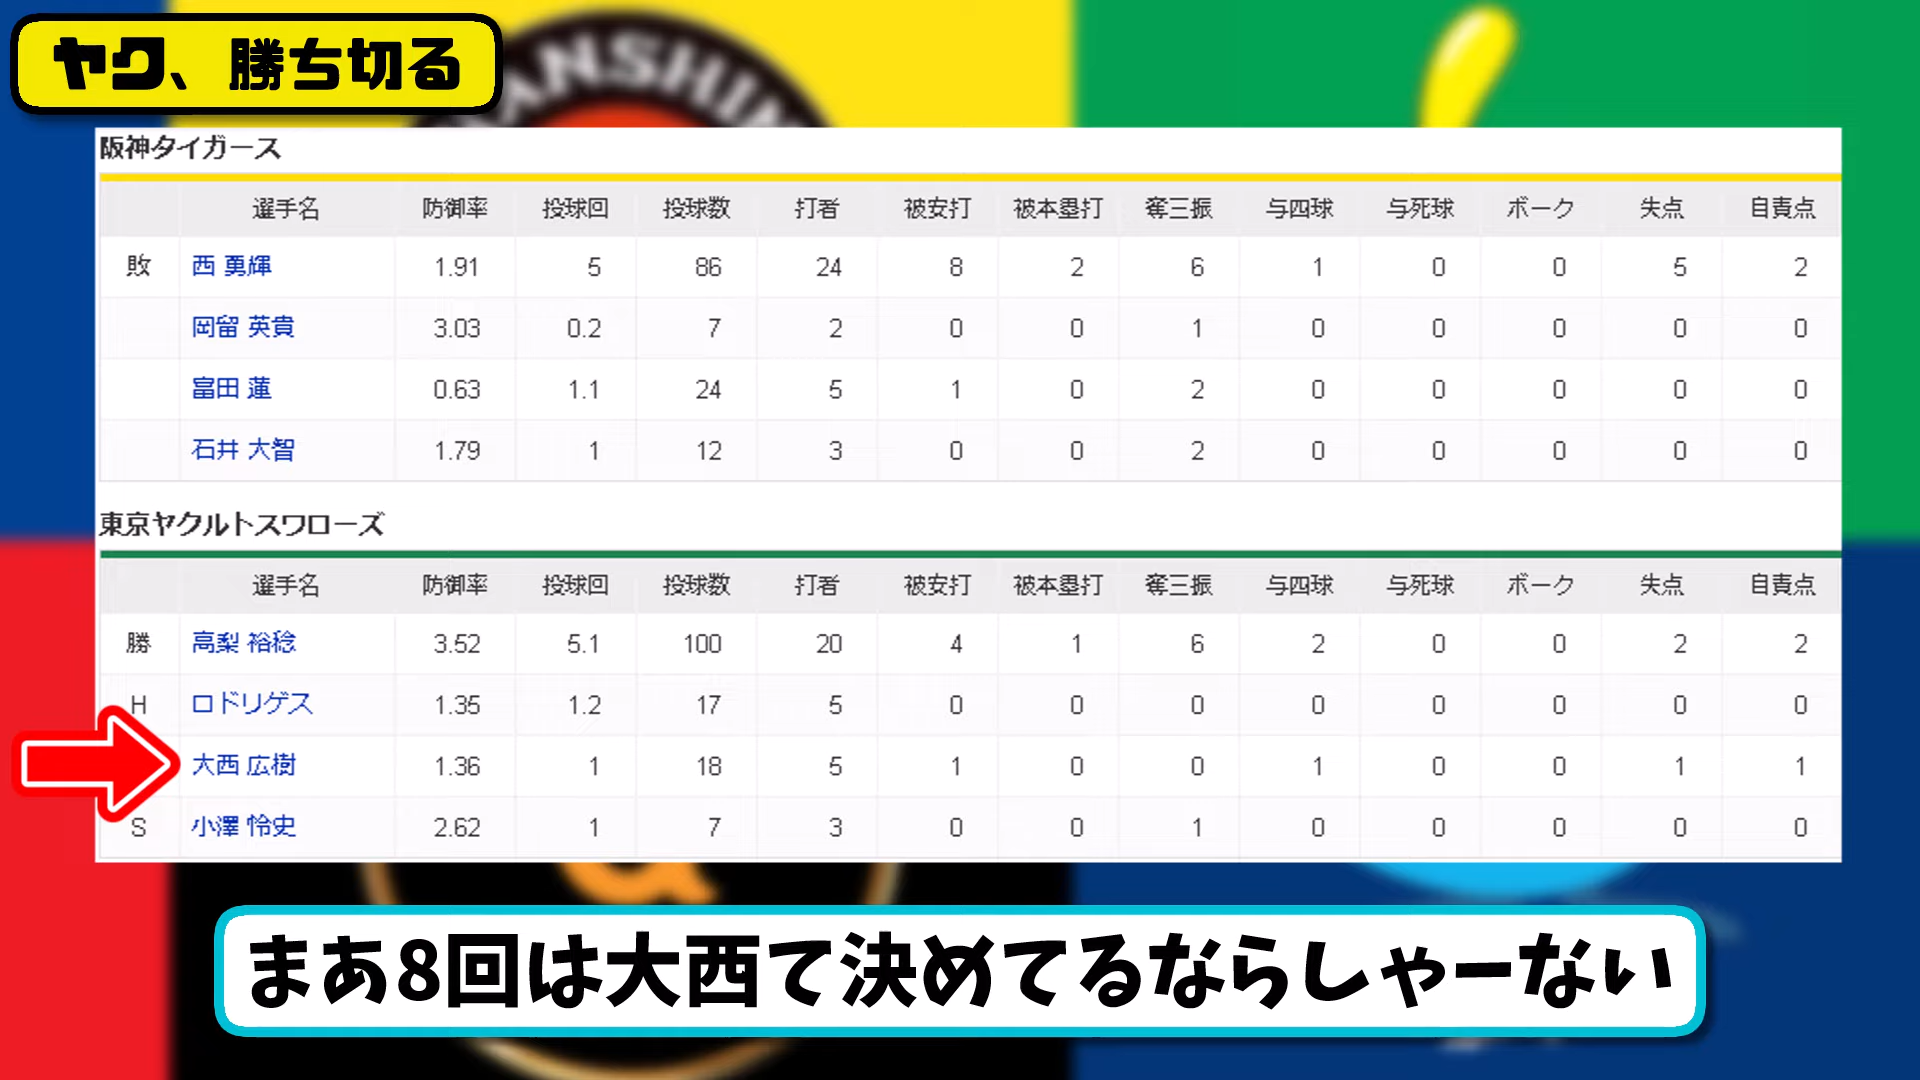 ヤク、勝ち切る
ANSHIN
阪神タイガース
選手名 防御率 投球回 投球数 打者 被安打 被本塁打 奪三振 与四球 与死球 ボーク 失点 自責点
敗 西 勇輝 1.91 5 86 24 8 2 6 1 0 0 5 2
岡留 英貴 3.03 0.2 7 2 0 0 1 0 0 0 0 0
富田 蓮 0.63 1.1 24 5 1 0 2 0 0 0 0 0
石井 大智 1.79 1 12 3 0 0 2 0 0 0 0 0
東京ヤクルトスワローズ
選手名 防御率 投球回 投球数 打者 被安打 被本塁打 奪三振 与四球 与死球 ボーク 失点 自責点
勝 高梨 裕稔 3.52 5.1 100 20 4 1 6 2 0 0 2 2
H ロドリゲス 1.35 1.2 17 5 0 0 0 0 0 0 0 0
大西 広樹 1.36 1 18 5 1 0 0 1 0 0 1 1
S 小澤 怜史 2.62 1 7 3 0 0 1 0 0 0 0 0
まあ8回は大西て決めてるならしゃーない